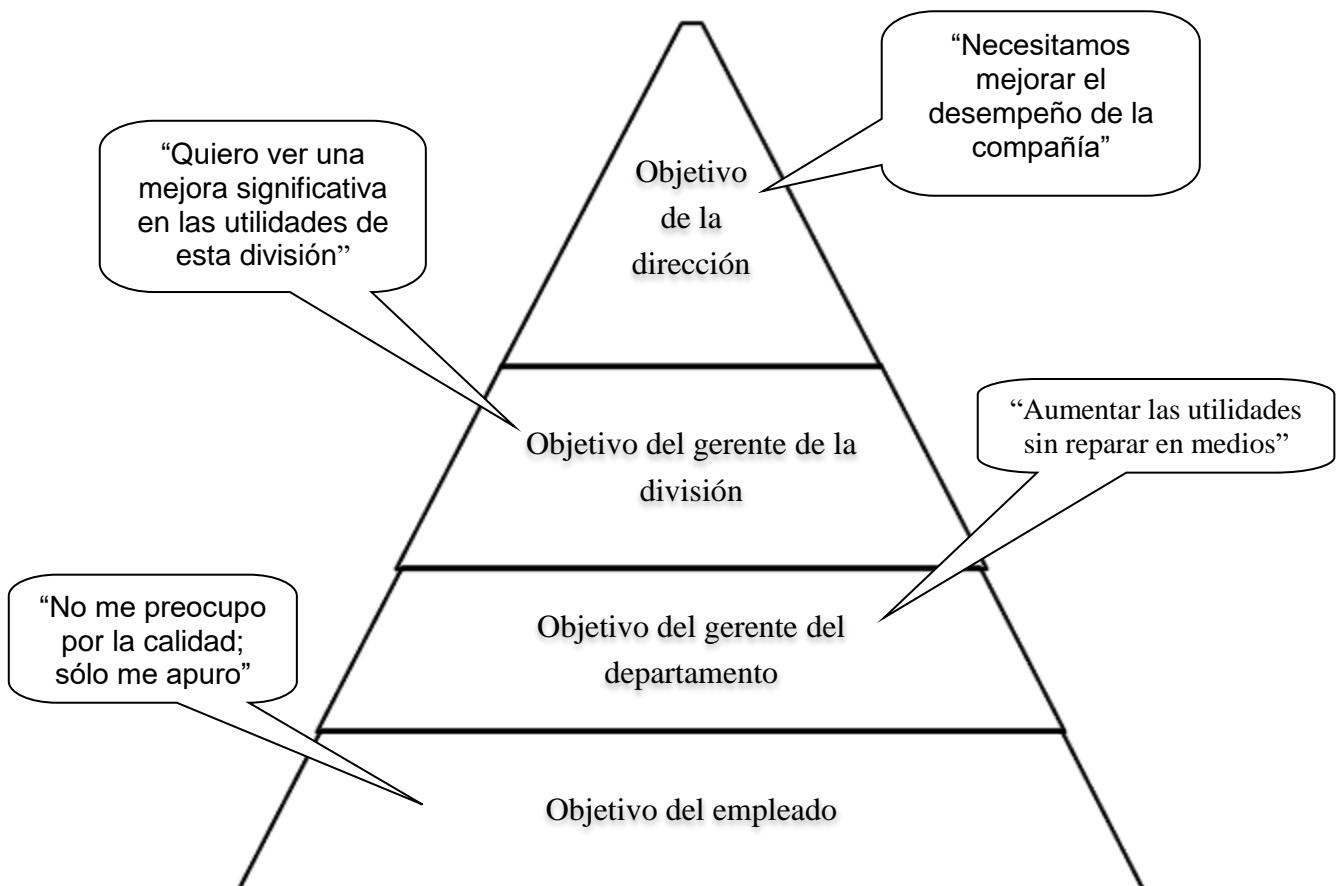 “Necesitamos
mejorar el
desempeño de la
compañía”
“Quiero ver una
mejora significativa
en las utilidades de
esta división”
Objetivo
de la
dirección
“Aumentar las utilidades
sin reparar en medios”
Objetivo del gerente de la
división
“No me preocupo
por la calidad;
sólo me apuro”
Objetivo del gerente del
departamento
Objetivo del empleado